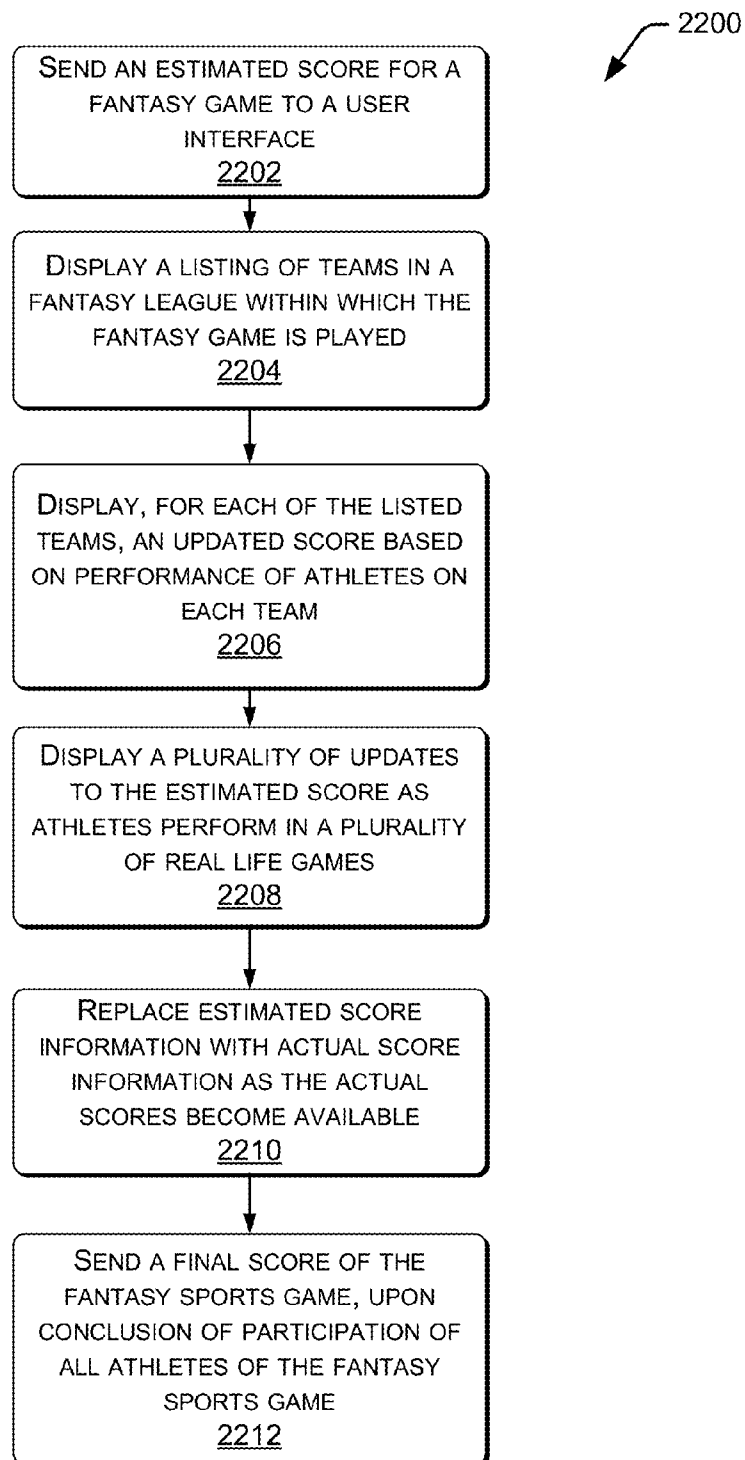 2200
SEND AN ESTIMATED SCORE FOR A
FANTASY GAME TO A USER
INTERFACE
2202
DISPLAY A LISTING OF TEAMS IN A
FANTASY LEAGUE WITHIN WHICH THE
FANTASY GAME IS PLAYED
2204
DISPLAY, FOR EACH OF THE LISTED
TEAMS, AN UPDATED SCORE BASED
ON PERFORMANCE OF ATHLETES ON
EACH TEAM
2206
DISPLAY A PLURALITY OF UPDATES
TO THE ESTIMATED SCORE AS
ATHLETES PERFORM IN A PLURALITY
OF REAL LIFE GAMES
2208
REPLACE ESTIMATED SCORE
INFORMATION WITH ACTUAL SCORE
INFORMATION AS THE ACTUAL
SCORES BECOME AVAILABLE
2210
SEND A FINAL SCORE OF THE
FANTASY SPORTS GAME, UPON
CONCLUSION OF PARTICIPATION OF
ALL ATHLETES OF THE FANTASY
SPORTS GAME
2212